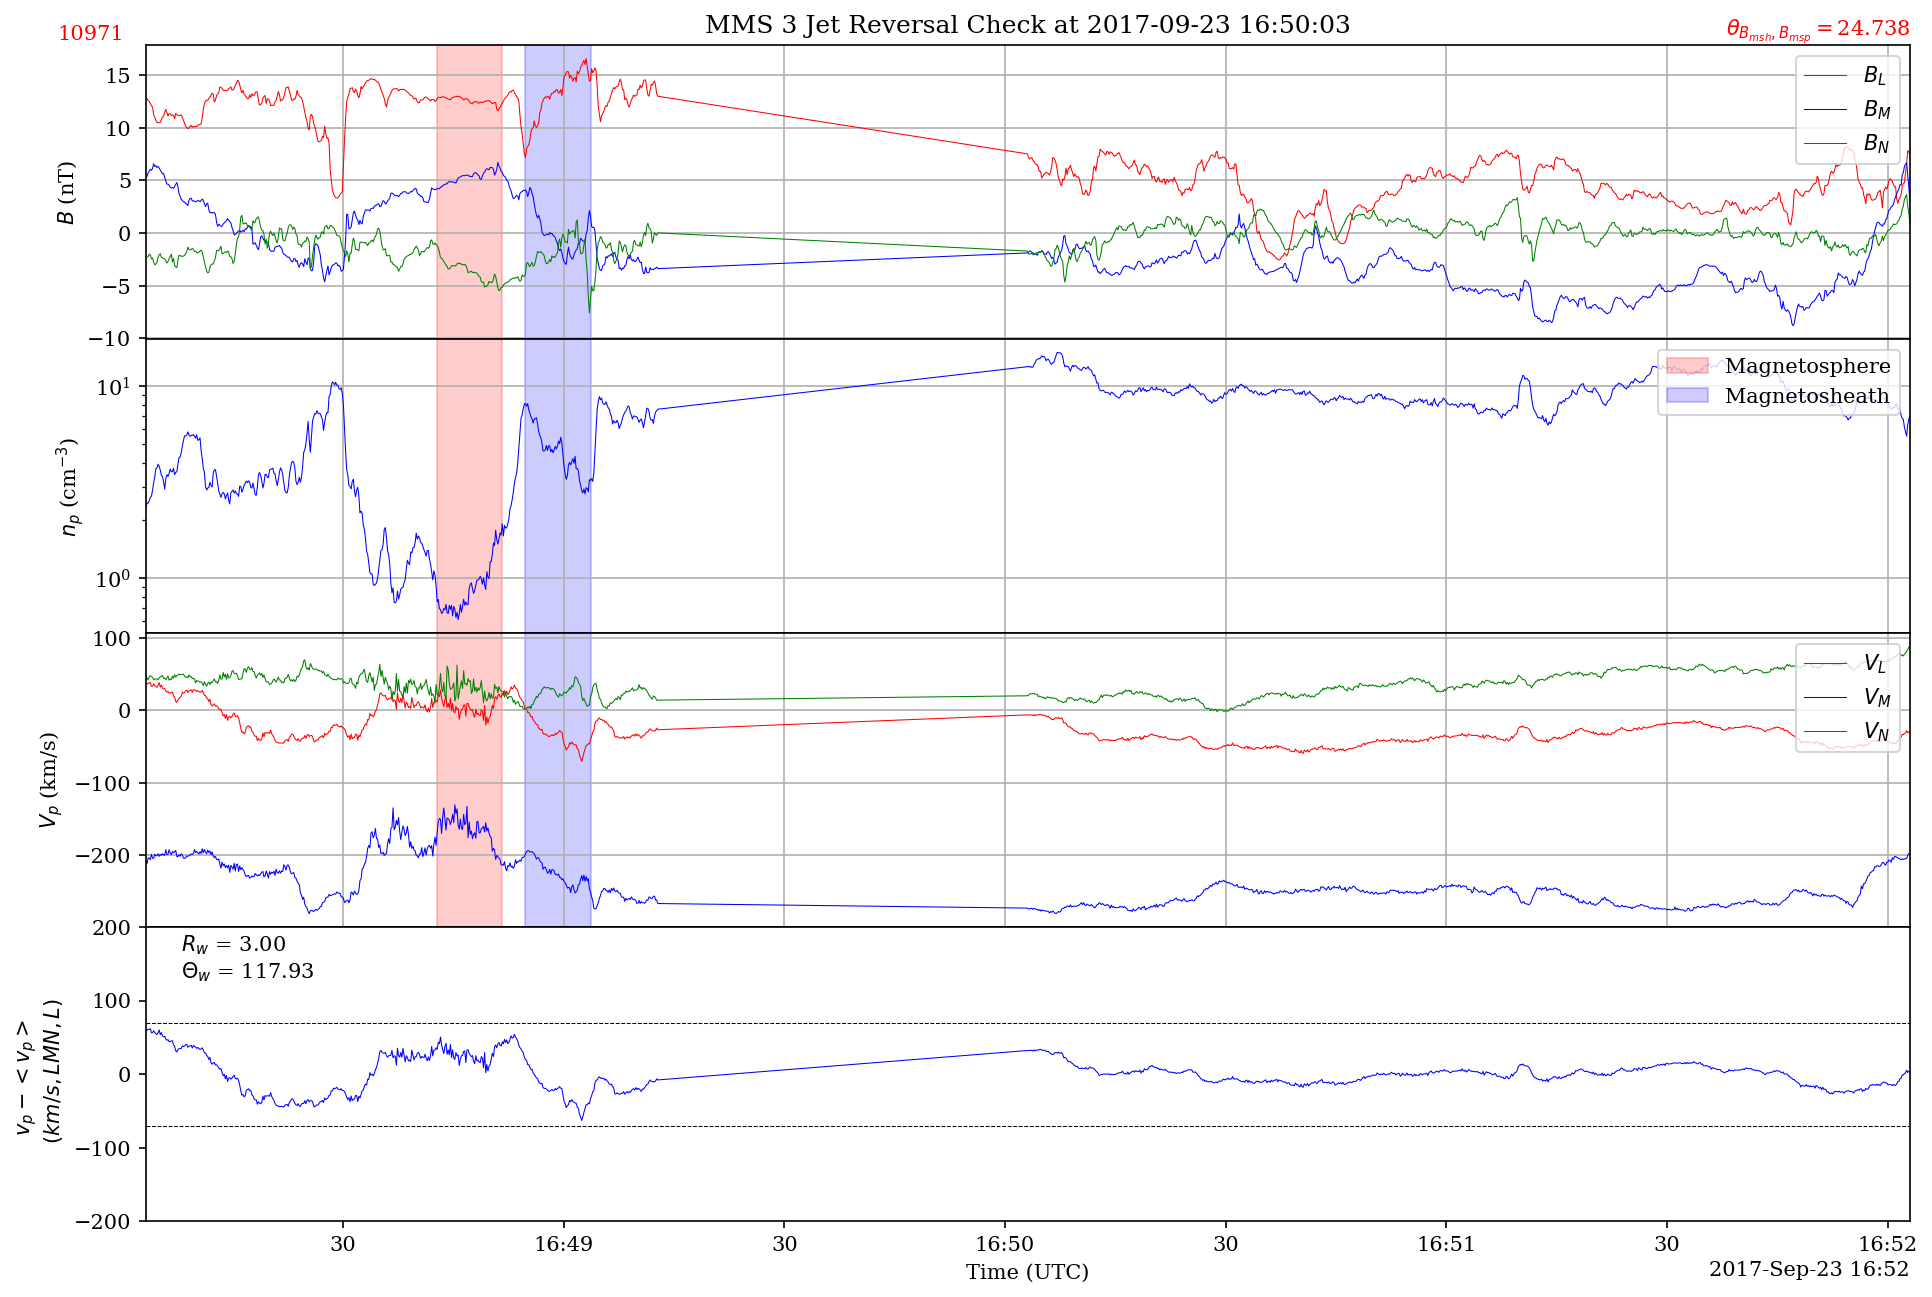 MMS 3 Jet Reversal Check at 2017-09-23 16:50:03
10971
θ_{B_{msh}, B_{msp}} = 24.738
15
10
5
0
−5
−10
B (nT)
B_L
B_M
B_N
10^1
10^0
n_p (cm^{−3})
Magnetosphere
Magnetosheath
100
0
−100
−200
V_p (km/s)
V_L
V_M
V_N
200
100
0
−100
−200
v_p − < v_p >
(km/s, LMN, L)
R_w = 3.00
Θ_w = 117.93
30
16:49
30
16:50
30
16:51
30
16:52
Time (UTC)
2017-Sep-23 16:52